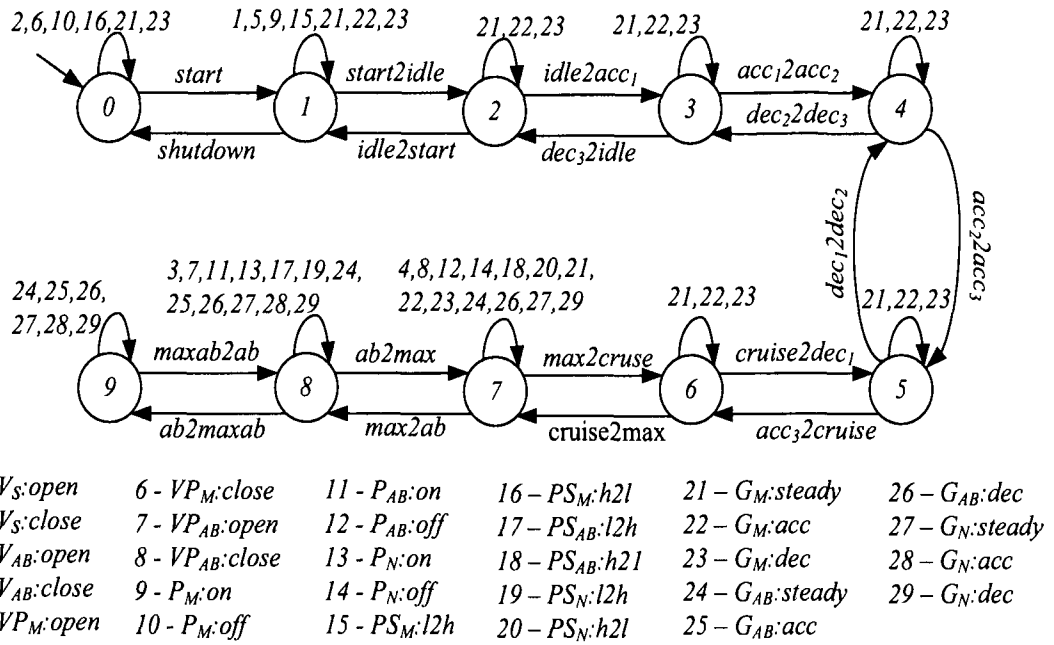 2,6,10,16,21,23
1,5,9,15,21,22,23
21,22,23
21,22,23
21,22,23
start
start2idle
idle2acc1
acc12acc2
0
1
2
3
4
shutdown
idle2start
dec32idle
dec22dec3
dec12dec2
acc22acc3
24,25,26,
27,28,29
3,7,11,13,17,19,24,
25,26,27,28,29
4,8,12,14,18,20,21,
22,23,24,26,27,29
21,22,23
21,22,23
maxab2ab
ab2max
max2cruse
cruise2dec1
9
8
7
6
5
ab2maxab
max2ab
cruise2max
acc32cruise
VS:open 6 - VPM:close 11 - PAB:on 16 – PSM:h2l 21 – GM:steady 26 – GAB:dec
VS:close 7 - VPAB:open 12 - PAB:off 17 – PSAB:l2h 22 – GM:acc 27 – GN:steady
VAB:open 8 - VPAB:close 13 - PN:on 18 – PSAB:h2l 23 – GM:dec 28 – GN:acc
VAB:close 9 - PM:on 14 - PN:off 19 – PSN:l2h 24 – GAB:steady 29 – GN:dec
VPM:open 10 - PM:off 15 - PSM:l2h 20 – PSN:h2l 25 – GAB:acc